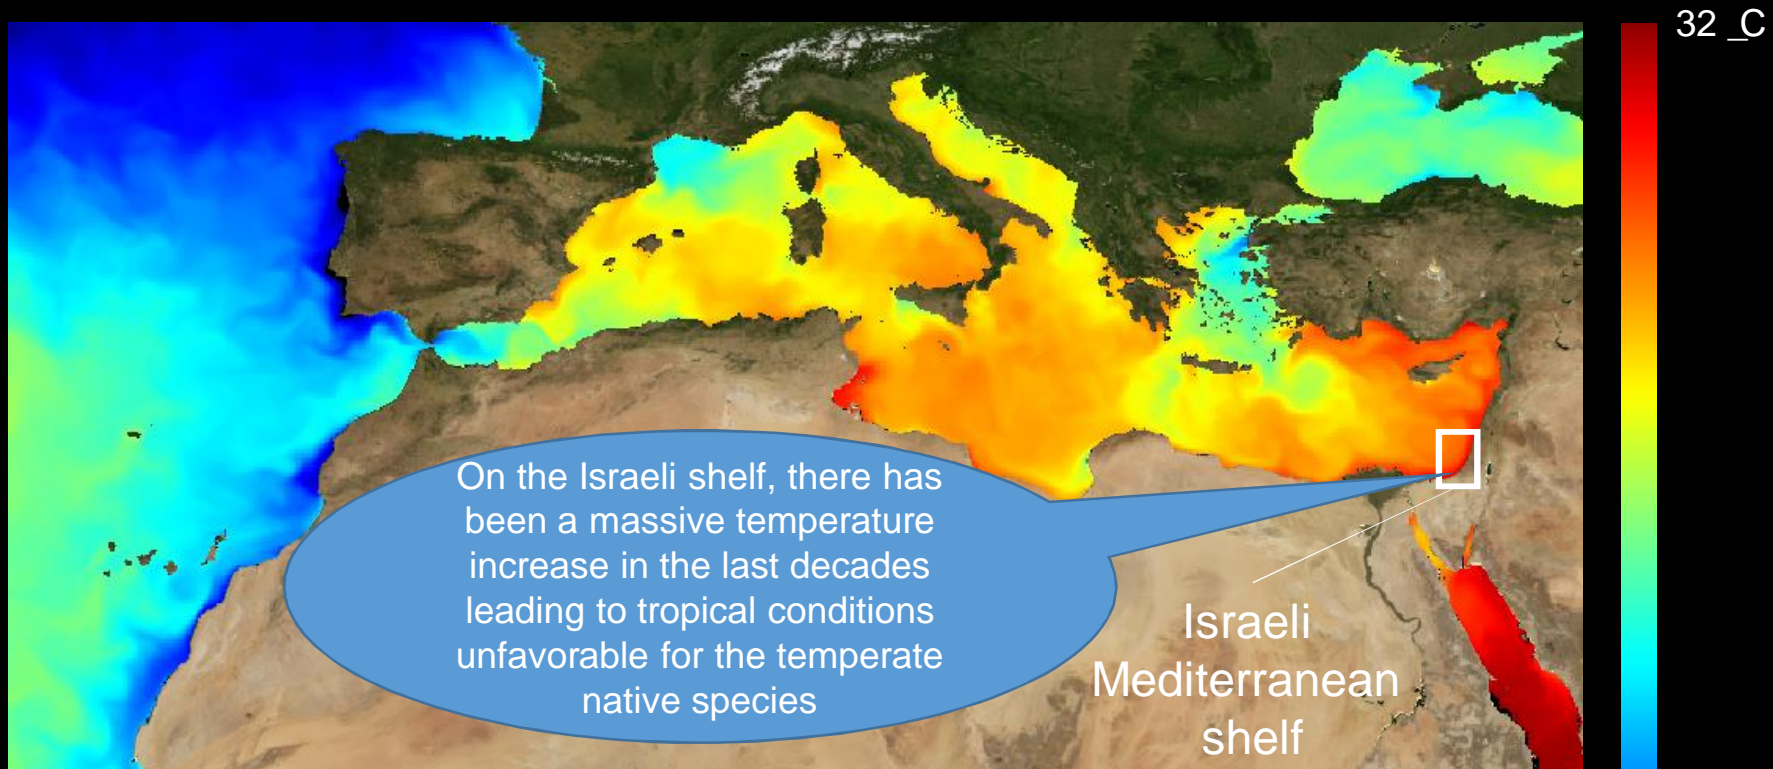 32 _C
On the Israeli shelf, there has
been a massive temperature
increase in the last decades
leading to tropical conditions
unfavorable for the temperate
native species
Israeli
Mediterranean
shelf